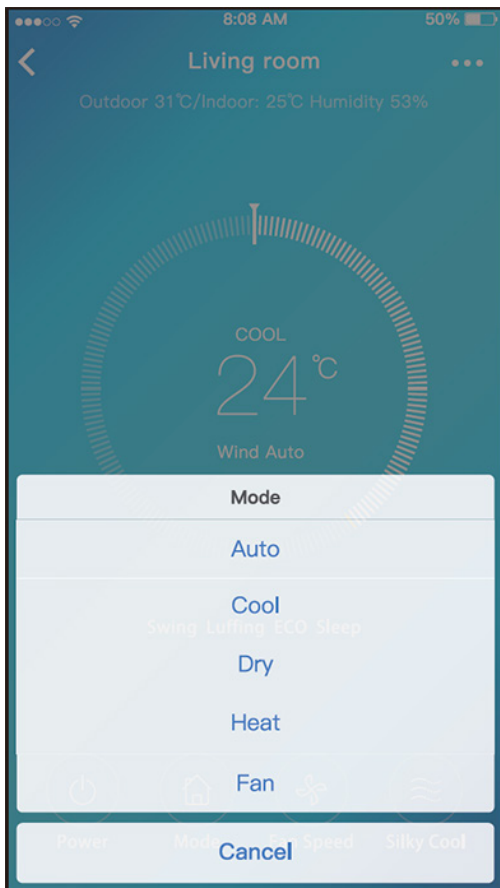 8:08 AM 50%
Living room
Outdoor 31℃/Indoor: 25℃ Humidity 53%
COOL
24℃
Wind Auto
Mode
Auto
Cool
Swing Luffing ECO Sleep
Dry
Heat
Fan
Power Mode Fan Speed Silky Cool
Cancel